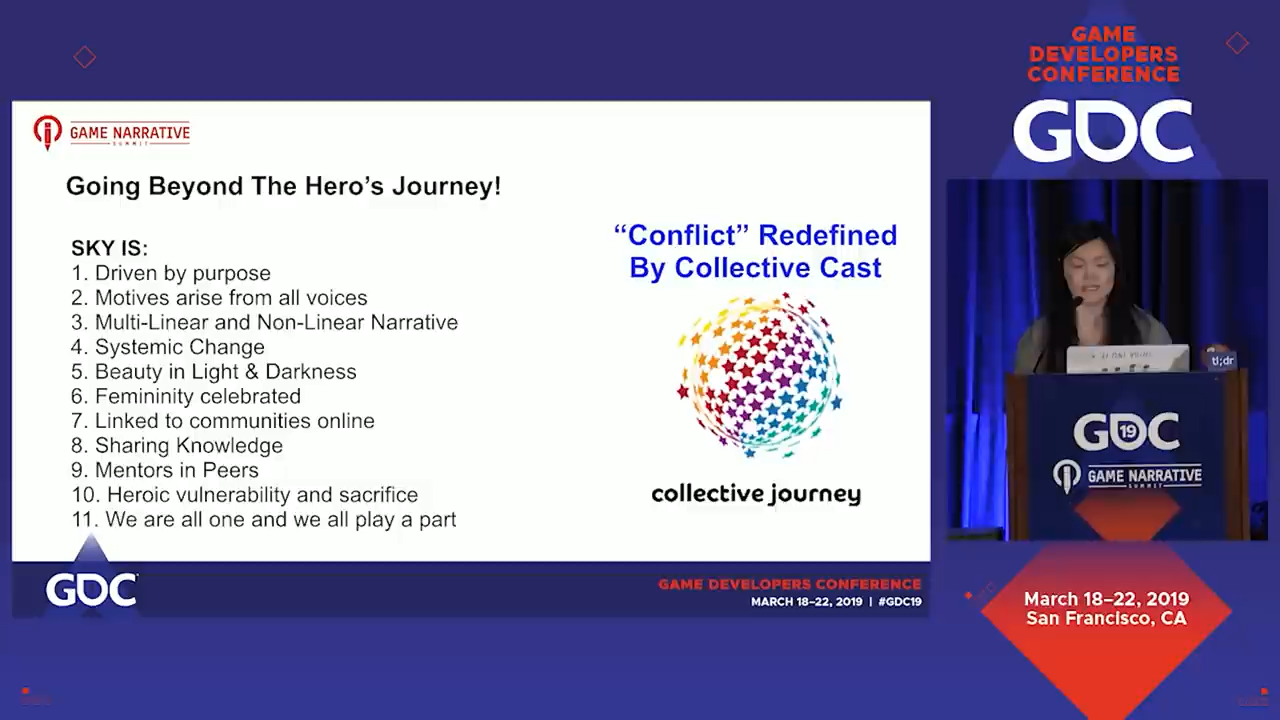 GAME NARRATIVE
SUMMIT
Going Beyond The Hero's Journey!
SKY IS:
1. Driven by purpose
2. Motives arise from all voices
3. Multi-Linear and Non-Linear Narrative
4. Systemic Change
5. Beauty in Light & Darkness
6. Femininity celebrated
7. Linked to communities online
8. Sharing Knowledge
9. Mentors in Peers
10. Heroic vulnerability and sacrifice
11. We are all one and we all play a part
“Conflict” Redefined
By Collective Cast
collective journey
GDC
GAME DEVELOPERS CONFERENCE
MARCH 18–22, 2019 | #GDC19
GAME
DEVELOPERS
CONFERENCE
GDC
tl;dr
GDC 19
GAME NARRATIVE
SUMMIT
March 18–22, 2019
San Francisco, CA